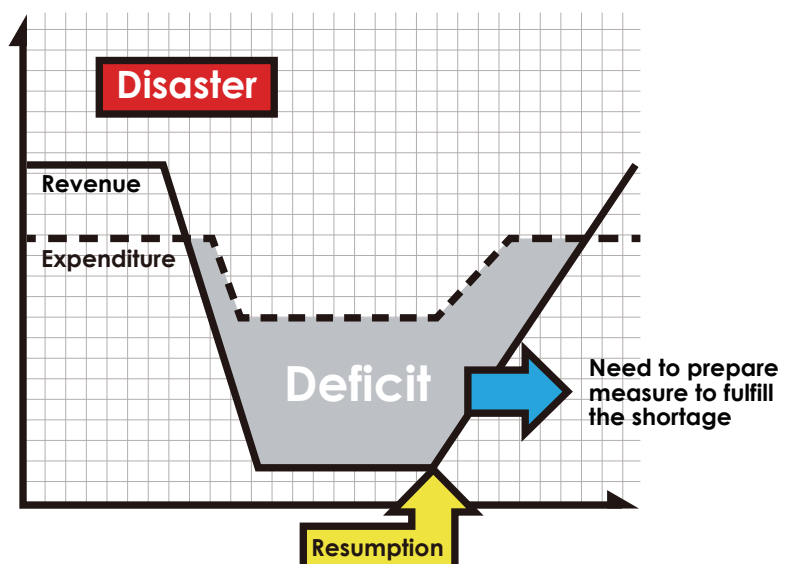 Disaster
Revenue
Expenditure
Deficit
Need to prepare
measure to fulfill
the shortage
Resumption